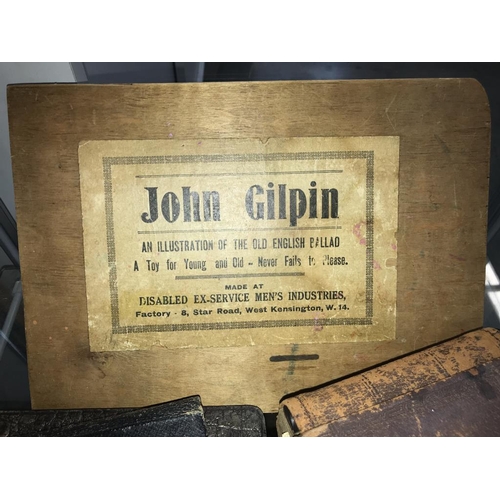 John Gilpin
AN ILLUSTRATION OF THE OLD ENGLISH BALLAD
A Toy for Young and Old - Never Fails to Please.
MADE AT
DISABLED EX-SERVICE MEN'S INDUSTRIES,
Factory - 8, Star Road, West Kensington, W. 14.